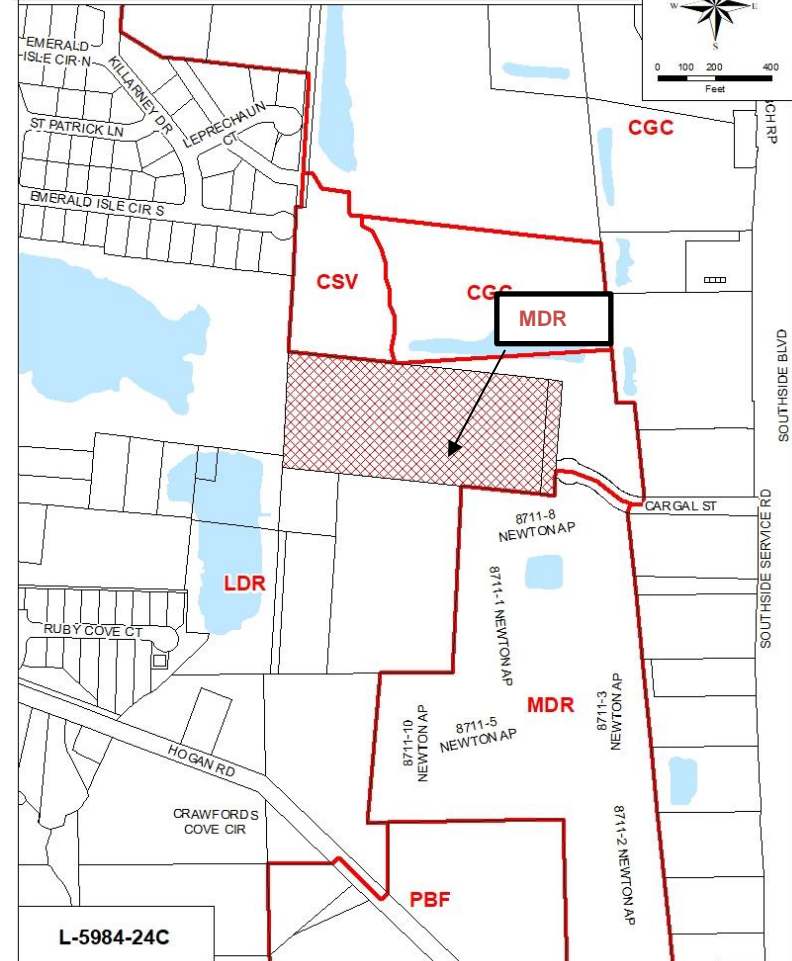 W
E
S
0 100 200 400
Feet
EMERALD
ISLE CIR N
KILLARNEY DR
LEPRECHAUN
CT
ST PATRICK LN
EMERALD ISLE CIR S
CGC
CSV
CGC
MDR
SOUTHSIDE BLVD
CARGAL ST
SOUTHSIDE SERVICE RD
8711-8
NEWTON AP
8711-1 NEWTON AP
LDR
RUBY COVE CT
MDR
8711-3
NEWTON AP
8711-5
NEWTON AP
8711-10
NEWTON AP
HOGAN RD
CRAWFORDS
COVE CIR
8711-2 NEWTON AP
PBF
L-5984-24C